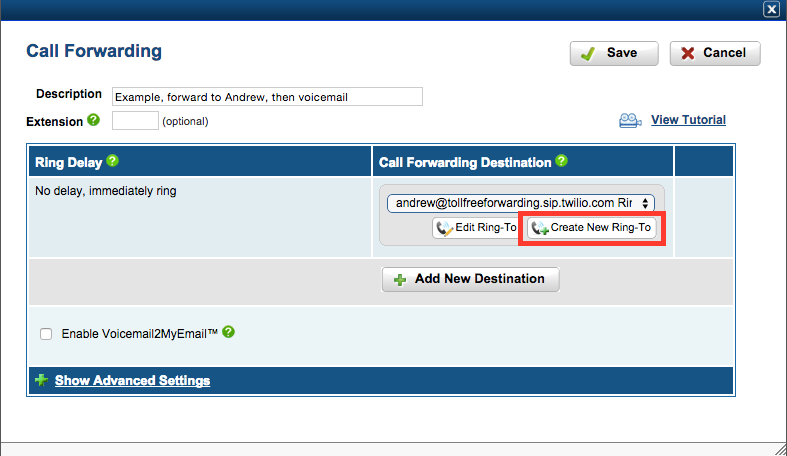 Call Forwarding
Save
Cancel
Description
Example, forward to Andrew, then voicemail
Extension ?
(optional)
View Tutorial
Ring Delay ?
Call Forwarding Destination ?
No delay, immediately ring
andrew@tollfreeforwarding.sip.twilio.com Rin
Edit Ring-To
Create New Ring-To
Add New Destination
Enable Voicemail2MyEmail™ ?
Show Advanced Settings